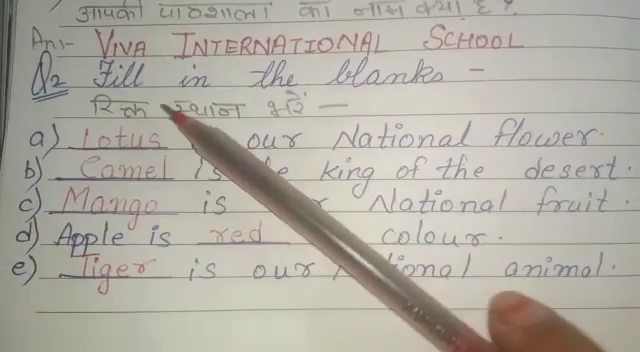 आपकी पाठशाला का नाम क्या है?
Ans:- VIVA INTERNATIONAL SCHOOL
Q2 Fill in the blanks -
रिक्त स्थान भरें -
a) Lotus our National flower.
b) Camel is king of the desert.
c) Mango is National fruit.
d) Apple is red colour.
e) Tiger is our animal.